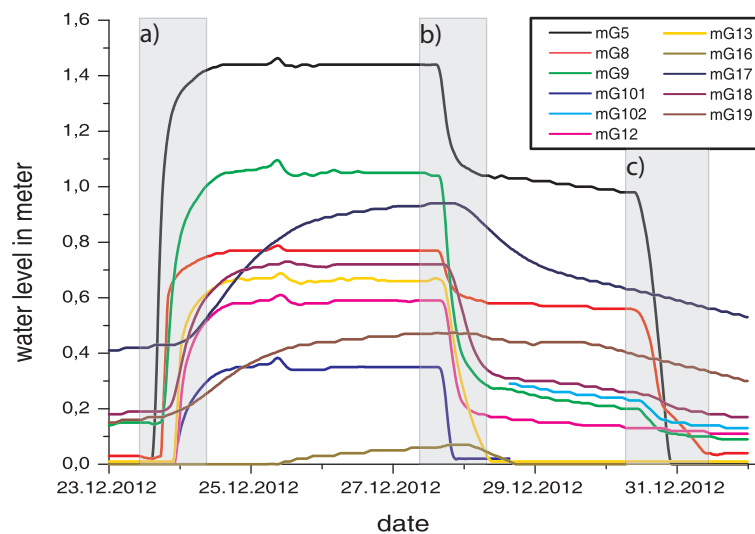 1,6
1,4
1,2
1,0
0,8
0,6
0,4
0,2
0,0
water level in meter
a)
b)
c)
mG5
mG8
mG9
mG101
mG102
mG12
mG13
mG16
mG17
mG18
mG19
23.12.2012
25.12.2012
27.12.2012
29.12.2012
31.12.2012
date